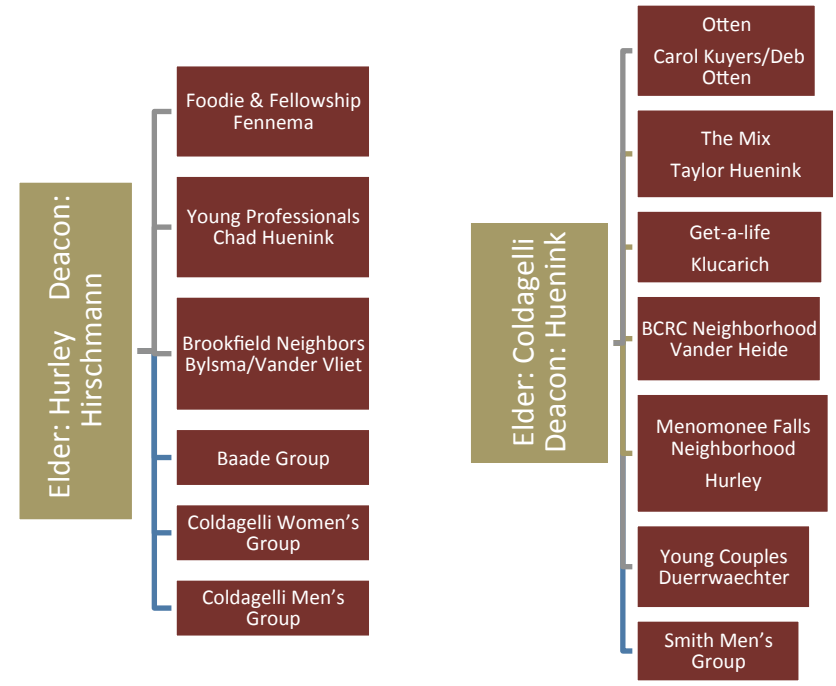 Elder: Hurley   Deacon:
Hirschmann
Foodie & Fellowship
Fennema
Young Professionals
Chad Huenink
Brookfield Neighbors
Bylsma/Vander Vliet
Baade Group
Coldagelli Women’s
Group
Coldagelli Men’s
Group
Elder: Coldagelli
Deacon: Huenink
Otten
Carol Kuyers/Deb
Otten
The Mix
Taylor Huenink
Get-a-life
Klucarich
BCRC Neighborhood
Vander Heide
Menomonee Falls
Neighborhood
Hurley
Young Couples
Duerrwaechter
Smith Men’s
Group